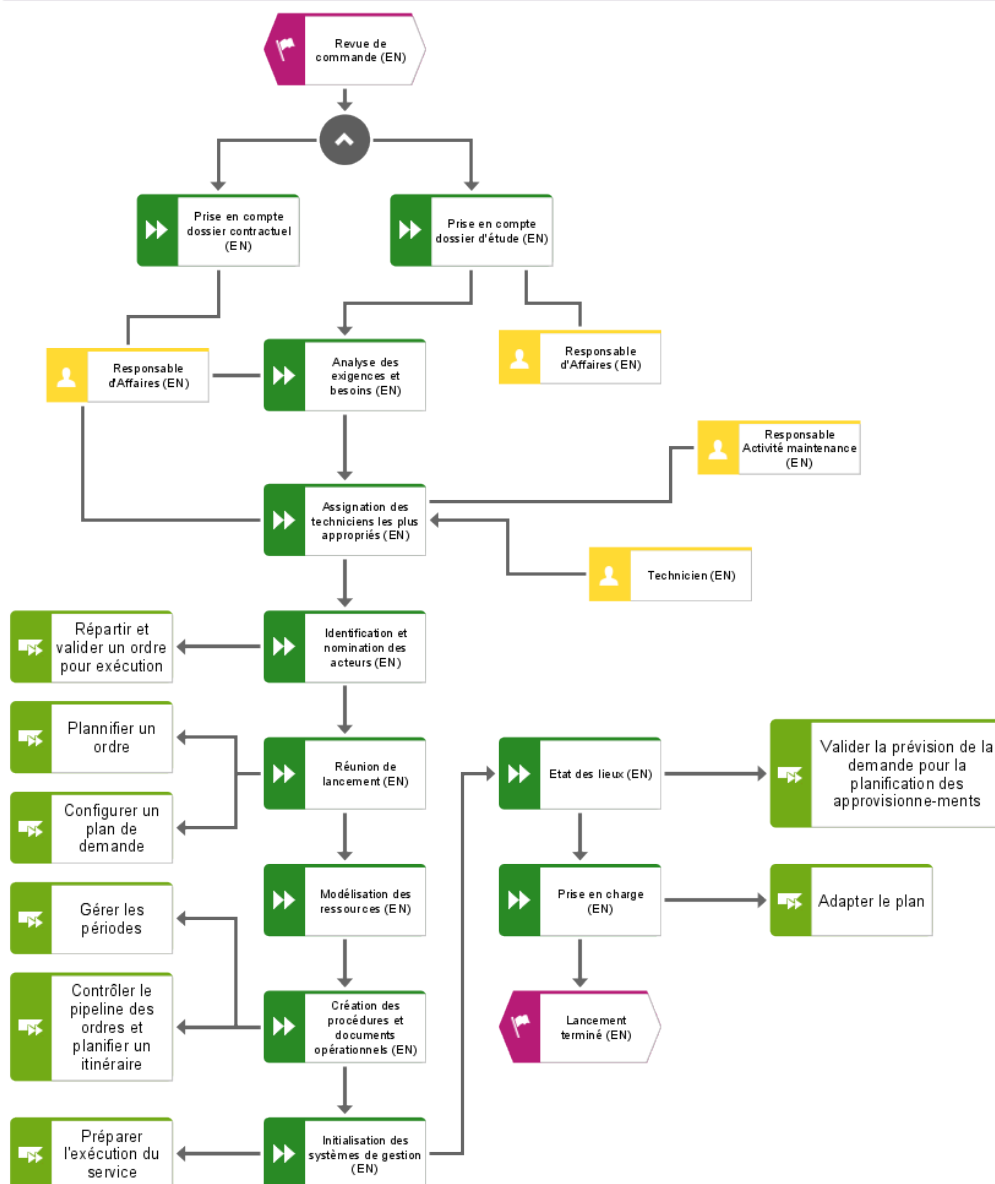 Revue de
commande (EN)
Prise en compte
dossier contractuel
(EN)
Prise en compte
dossier d'étude (EN)
Responsable
d'Affaires (EN)
Analyse des
exigences et
besoins (EN)
Responsable
d'Affaires (EN)
Responsable
Activité maintenance
(EN)
Assignation des
techniciens les plus
appropriés (EN)
Technicien (EN)
Répartir et
valider un ordre
pour exécution
Identification et
nomination des
acteurs (EN)
Plannifier un
ordre
Réunion de
lancement (EN)
Etat des lieux (EN)
Valider la prévision de la
demande pour la
planification des
approvisionne-ments
Configurer un
plan de
demande
Modélisation des
ressources (EN)
Prise en charge
(EN)
Adapter le plan
Gérer les
périodes
Contrôler le
pipeline des
ordres et
planifier un
itinéraire
Création des
procédures et
documents
opérationnels (EN)
Lancement
terminé (EN)
Préparer
l'exécution du
service
Initialisation des
systèmes de gestion
(EN)